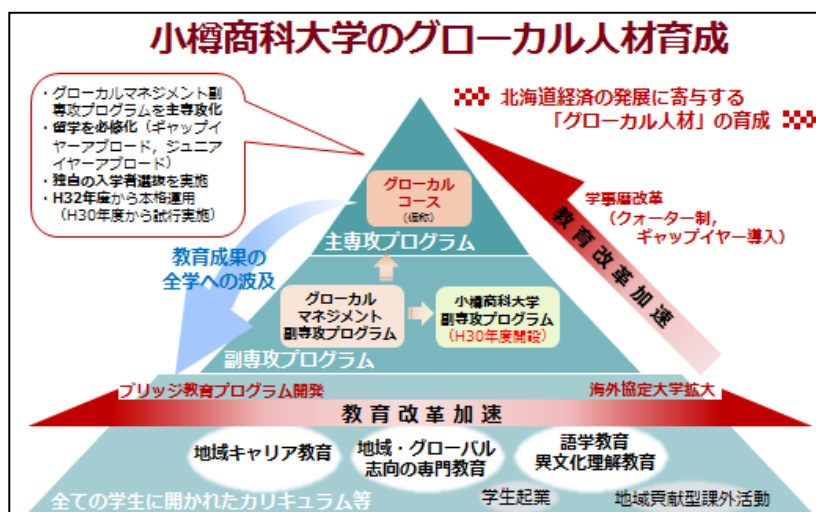 小樽商科大学のグローカル人材育成
・グローカルマネジメント副
専攻プログラムを主専攻化
・留学を必修化（ギャップイ
ヤーアブロード，ジュニア
イヤーアブロード）
・独自の入学者選抜を実施
・H32年度から本格運用
（H30年度から試行実施）
北海道経済の発展に寄与する
「グローカル人材」の育成
学事暦改革
（クォーター制，
ギャップイヤー導入）
教育改革加速
グローカル
コース
（仮称）
主専攻プログラム
教育成果の
全学への波及
グローカル
マネジメント
副専攻プログラム
小樽商科大学
副専攻プログラム
（H30年度開設）
副専攻プログラム
ブリッジ教育プログラム開発
海外協定大学拡大
教育改革加速
地域キャリア教育
地域・グローバル
志向の専門教育
語学教育
異文化理解教育
全ての学生に開かれたカリキュラム等
学生起業
地域貢献型課外活動